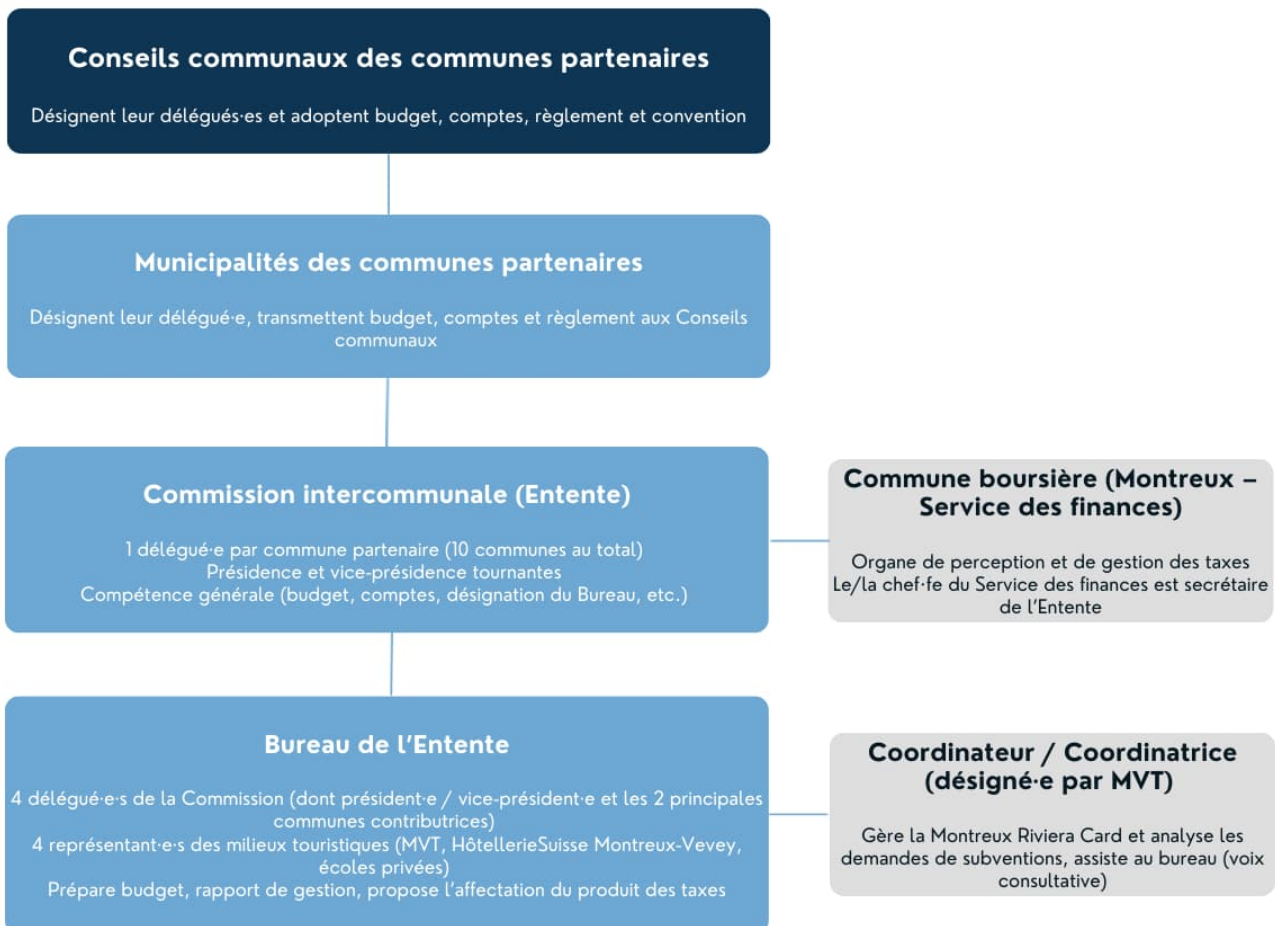 Conseils communaux des communes partenaires
Désignent leur délégués·es et adoptent budget, comptes, règlement et convention
Municipalités des communes partenaires
Désignent leur délégué·e, transmettent budget, comptes et règlement aux Conseils
communaux
Commission intercommunale (Entente)
1 délégué·e par commune partenaire (10 communes au total)
Présidence et vice-présidence tournantes
Compétence générale (budget, comptes, désignation du Bureau, etc.)
Commune boursière (Montreux –
Service des finances)
Organe de perception et de gestion des taxes
Le/la chef·fe du Service des finances est secrétaire
de l'Entente
Bureau de l'Entente
4 délégué·e·s de la Commission (dont président·e / vice-président·e et les 2 principales
communes contributrices)
4 représentant·e·s des milieux touristiques (MVT, HôtellerieSuisse Montreux-Vevey,
écoles privées)
Prépare budget, rapport de gestion, propose l'affectation du produit des taxes
Coordinateur / Coordinatrice
(désigné·e par MVT)
Gère la Montreux Riviera Card et analyse les
demandes de subventions, assiste au bureau (voix
consultative)